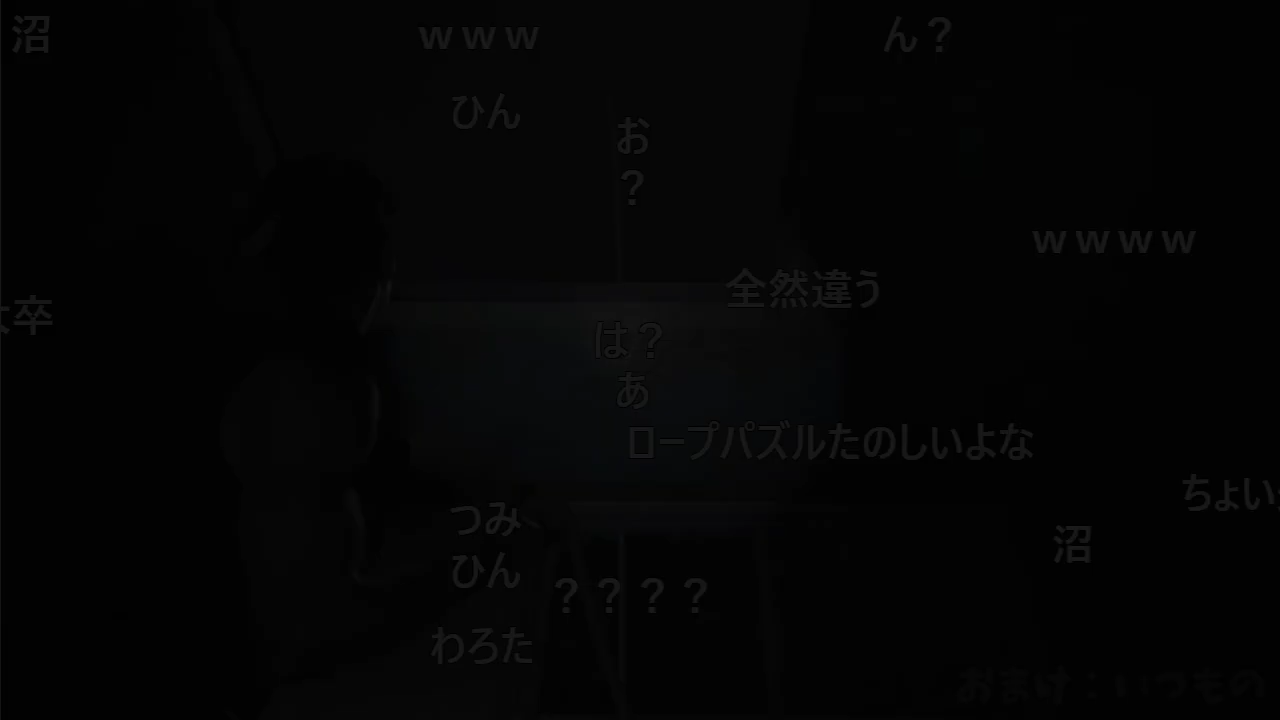 沼
ｗｗｗ
ん？
ひん
お
？
ｗｗｗｗ
全然違う
大卒
は？
あ
ロープパズルたのしいよな
ちょい
つみ
沼
ひん
？？？？
わろた
おまけ：いつもの